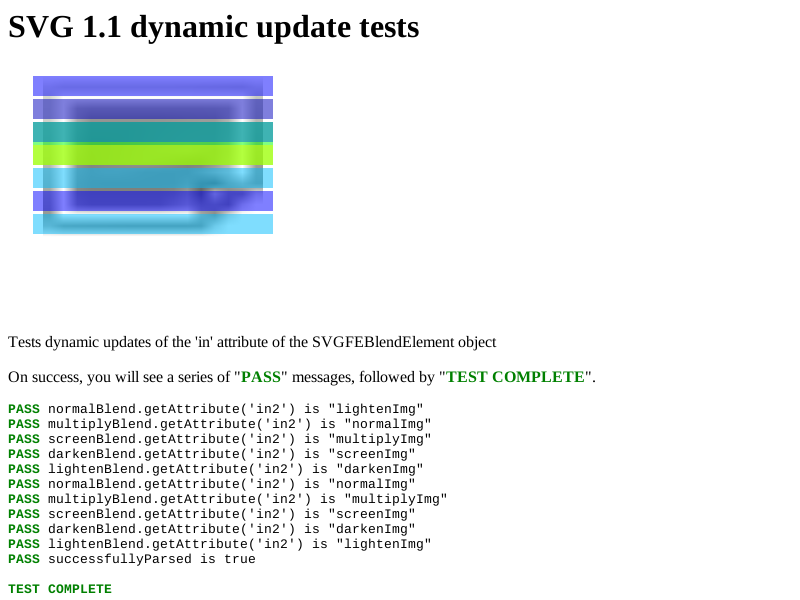 SVG 1.1 dynamic update tests
Tests dynamic updates of the 'in' attribute of the SVGFEBlendElement object
On success, you will see a series of "PASS" messages, followed by "TEST COMPLETE".
PASS normalBlend.getAttribute('in2') is "lightenImg"
PASS multiplyBlend.getAttribute('in2') is "normalImg"
PASS screenBlend.getAttribute('in2') is "multiplyImg"
PASS darkenBlend.getAttribute('in2') is "screenImg"
PASS lightenBlend.getAttribute('in2') is "darkenImg"
PASS normalBlend.getAttribute('in2') is "normalImg"
PASS multiplyBlend.getAttribute('in2') is "multiplyImg"
PASS screenBlend.getAttribute('in2') is "screenImg"
PASS darkenBlend.getAttribute('in2') is "darkenImg"
PASS lightenBlend.getAttribute('in2') is "lightenImg"
PASS successfullyParsed is true
TEST COMPLETE